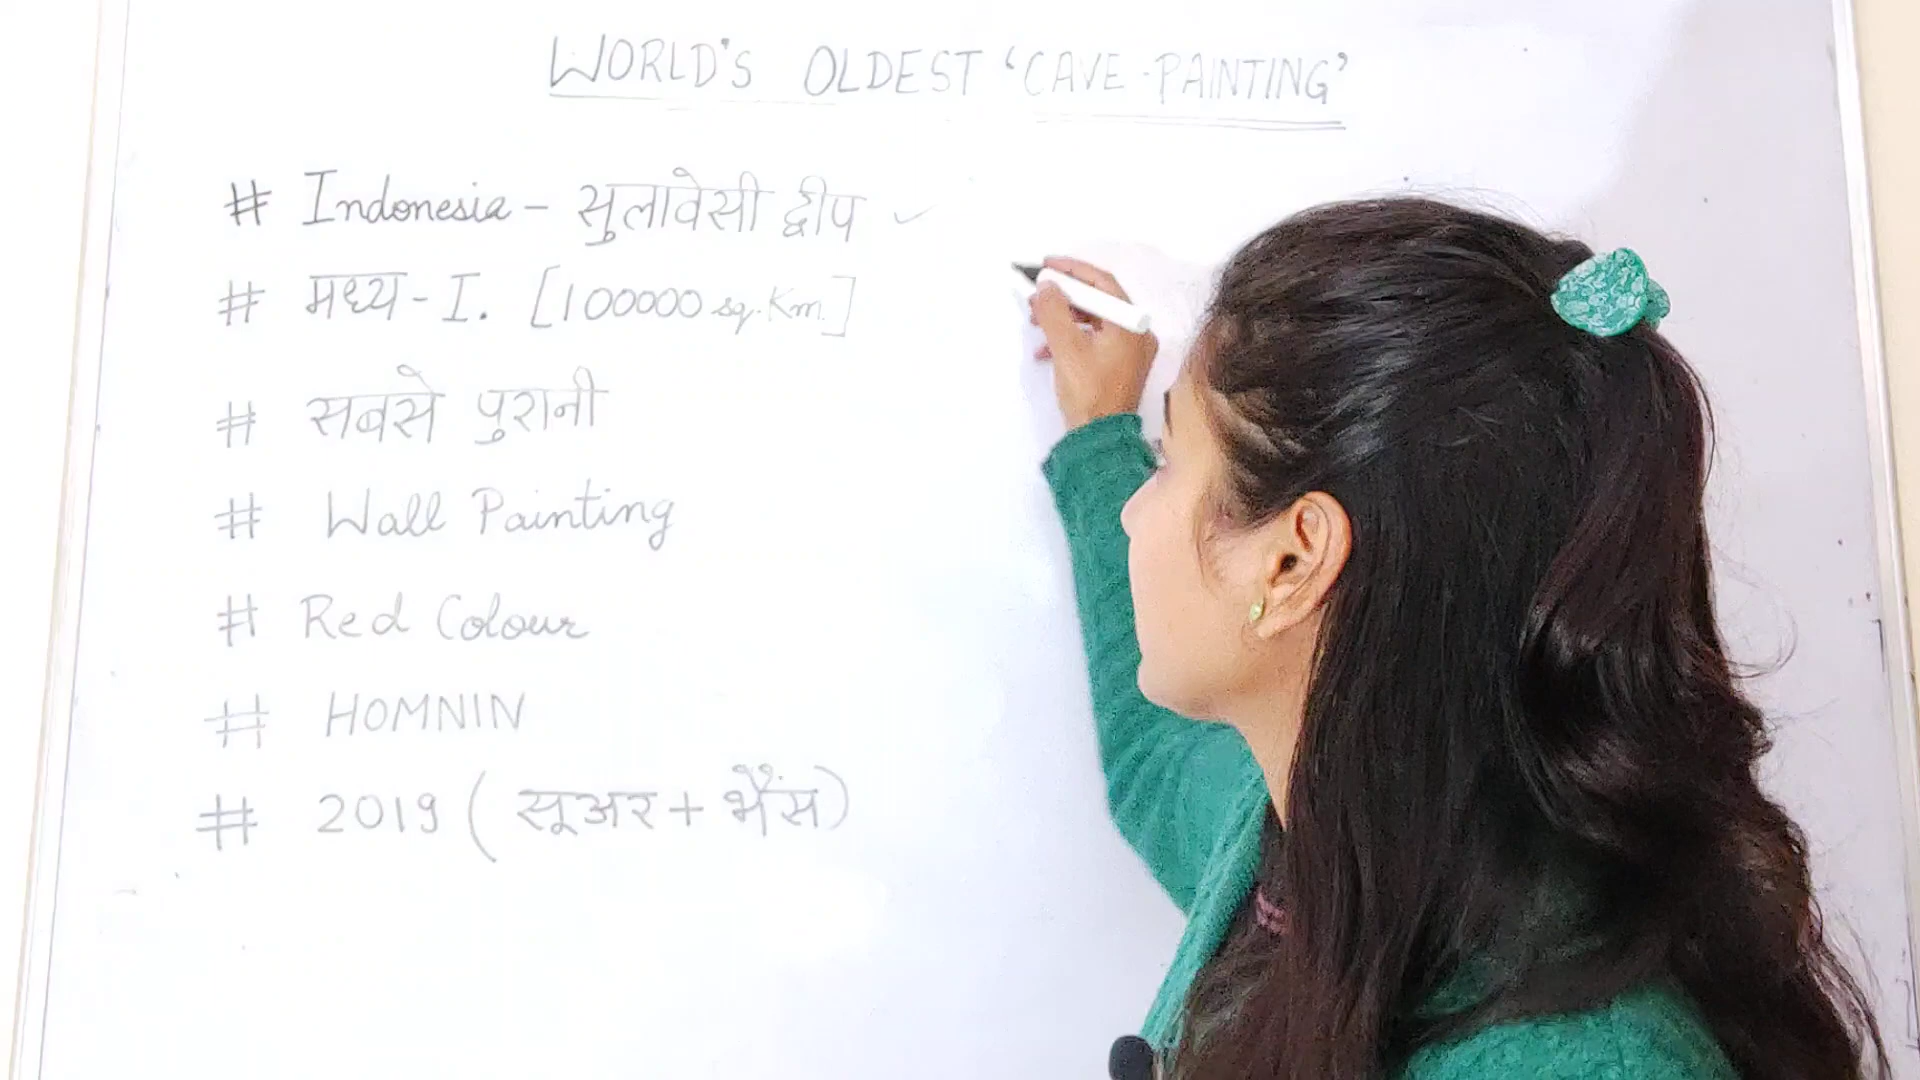 WORLD'S OLDEST 'CAVE-PAINTING'
# Indonesia - सुलावेसी द्वीप ✓
# मध्य - I. [100000 sq.Km.]
# सबसे पुरानी
# Wall Painting
# Red Colour
# HOMNIN
# 2019 ( सूअर + भैंस )